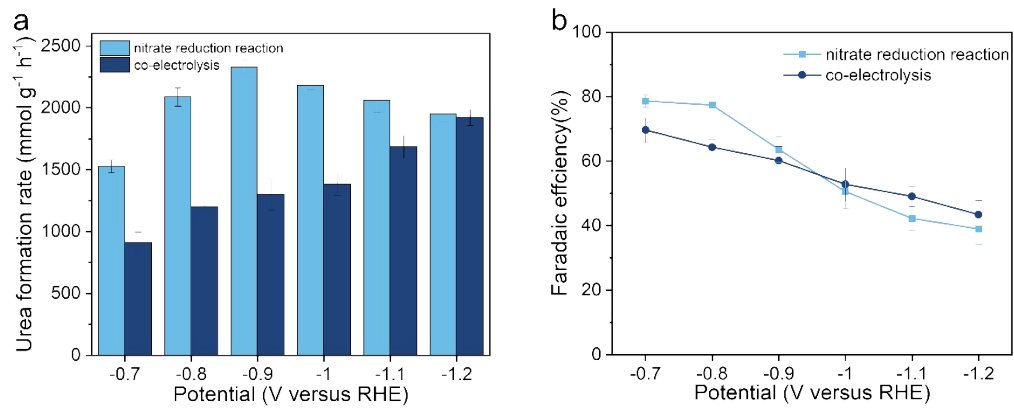 a
Urea formation rate (mmol g⁻¹ h⁻¹)
2500
2000
1500
1000
500
0
nitrate reduction reaction
co-electrolysis
-0.7 -0.8 -0.9 -1 -1.1 -1.2
Potential (V versus RHE)
b
Faradaic effciency(%)
100
80
60
40
20
0
nitrate reduction reaction
co-electrolysis
-0.7 -0.8 -0.9 -1 -1.1 -1.2
Potential (V versus RHE)